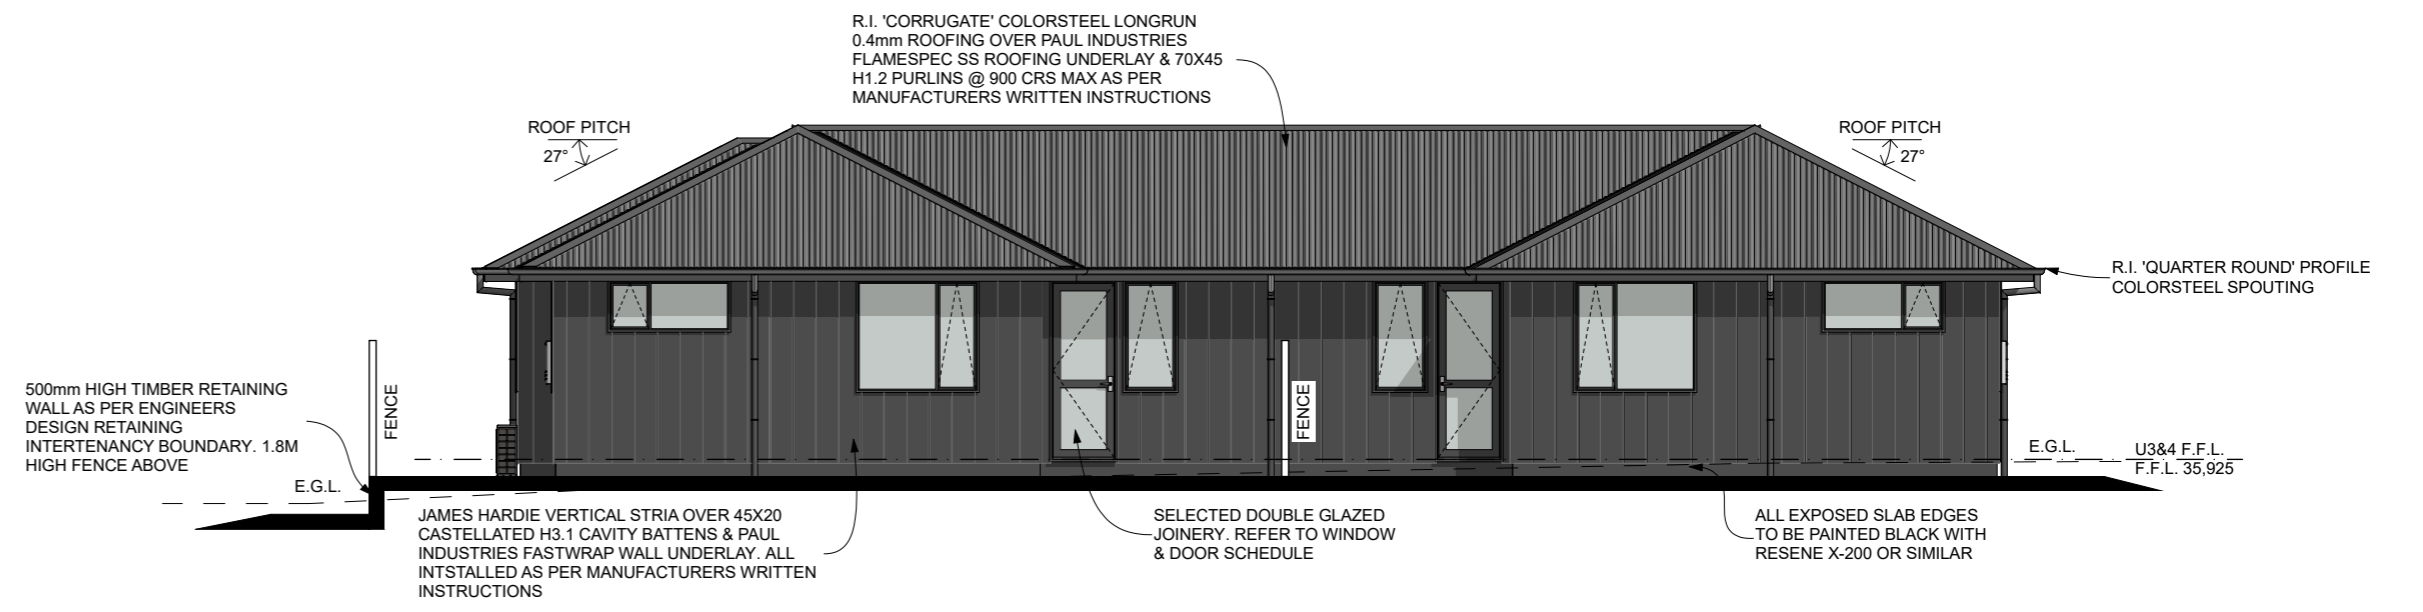 R.I. 'CORRUGATE' COLORSTEEL LONGRUN
0.4mm ROOFING OVER PAUL INDUSTRIES
FLAMESPEC SS ROOFING UNDERLAY & 70X45
H1.2 PURLINS @ 900 CRS MAX AS PER
MANUFACTURERS WRITTEN INSTRUCTIONS
ROOF PITCH
27°
ROOF PITCH
27°
R.I. 'QUARTER ROUND' PROFILE
COLORSTEEL SPOUTING
500mm HIGH TIMBER RETAINING
WALL AS PER ENGINEERS
DESIGN RETAINING
INTERTENANCY BOUNDARY. 1.8M
HIGH FENCE ABOVE
FENCE
FENCE
E.G.L.
E.G.L.
U3&4 F.F.L.
F.F.L. 35,925
JAMES HARDIE VERTICAL STRIA OVER 45X20
CASTELLATED H3.1 CAVITY BATTENS & PAUL
INDUSTRIES FASTWRAP WALL UNDERLAY. ALL
INTSTALLED AS PER MANUFACTURERS WRITTEN
INSTRUCTIONS
SELECTED DOUBLE GLAZED
JOINERY. REFER TO WINDOW
& DOOR SCHEDULE
ALL EXPOSED SLAB EDGES
TO BE PAINTED BLACK WITH
RESENE X-200 OR SIMILAR